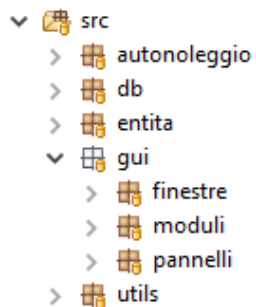 src
autonoleggio
db
entita
gui
finestre
moduli
pannelli
utils